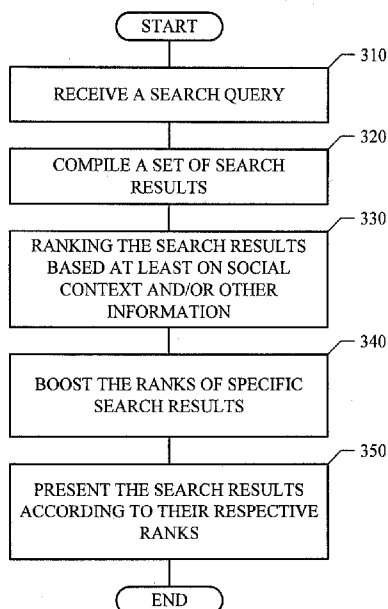 START
310
RECEIVE A SEARCH QUERY
320
COMPILE A SET OF SEARCH
RESULTS
330
RANKING THE SEARCH RESULTS
BASED AT LEAST ON SOCIAL
CONTEXT AND/OR OTHER
INFORMATION
340
BOOST THE RANKS OF SPECIFIC
SEARCH RESULTS
350
PRESENT THE SEARCH RESULTS
ACCORDING TO THEIR RESPECTIVE
RANKS
END